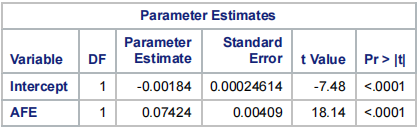 Parameter Estimates
Variable DF Parameter Estimate Standard Error t Value Pr > |t|
Intercept 1 -0.00184 0.00024614 -7.48 <.0001
AFE 1 0.07424 0.00409 18.14 <.0001